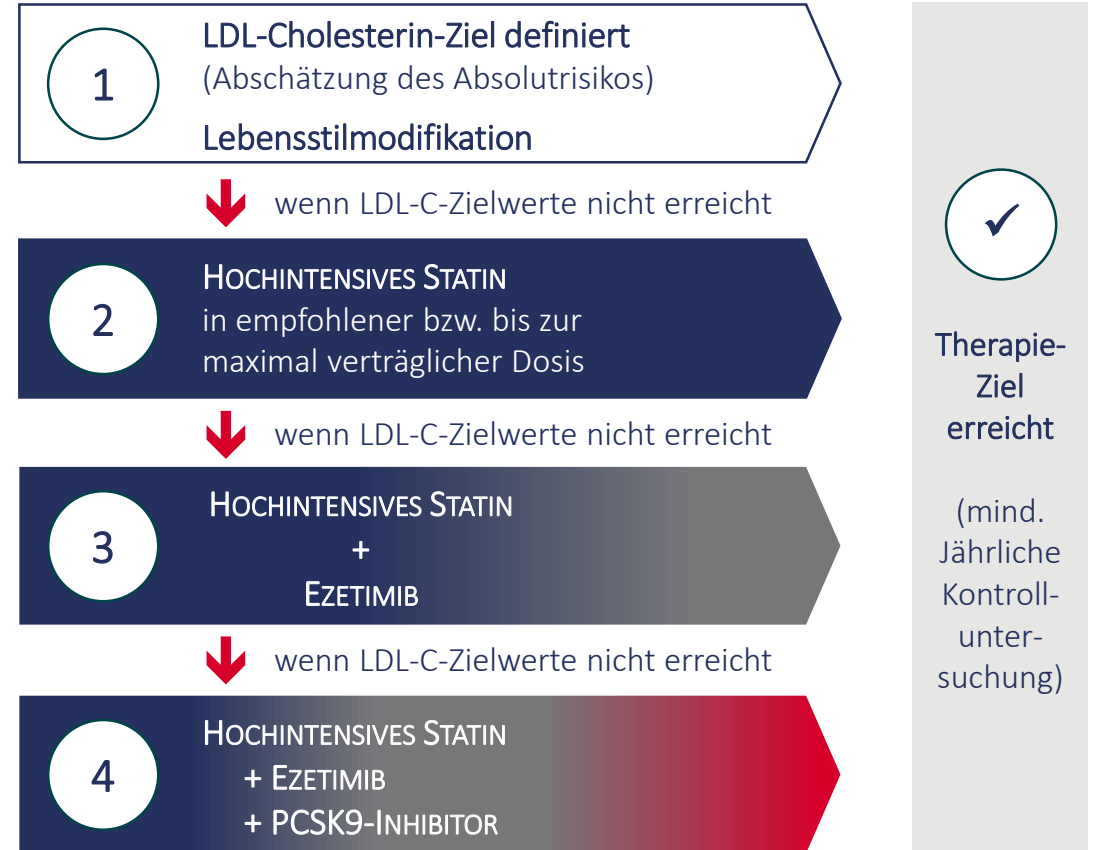 1
LDL-Cholesterin-Ziel definiert
(Abschätzung des Absolutrisikos)
Lebensstilmodifikation
wenn LDL-C-Zielwerte nicht erreicht
2
HOCHINTENSIVES STATIN
in empfohlener bzw. bis zur
maximal verträglicher Dosis
wenn LDL-C-Zielwerte nicht erreicht
3
HOCHINTENSIVES STATIN
+
EZETIMIB
wenn LDL-C-Zielwerte nicht erreicht
4
HOCHINTENSIVES STATIN
+ EZETIMIB
+ PCSK9-INHIBITOR
✓
Therapie-
Ziel
erreicht
(mind.
Jährliche
Kontroll-
unter-
suchung)